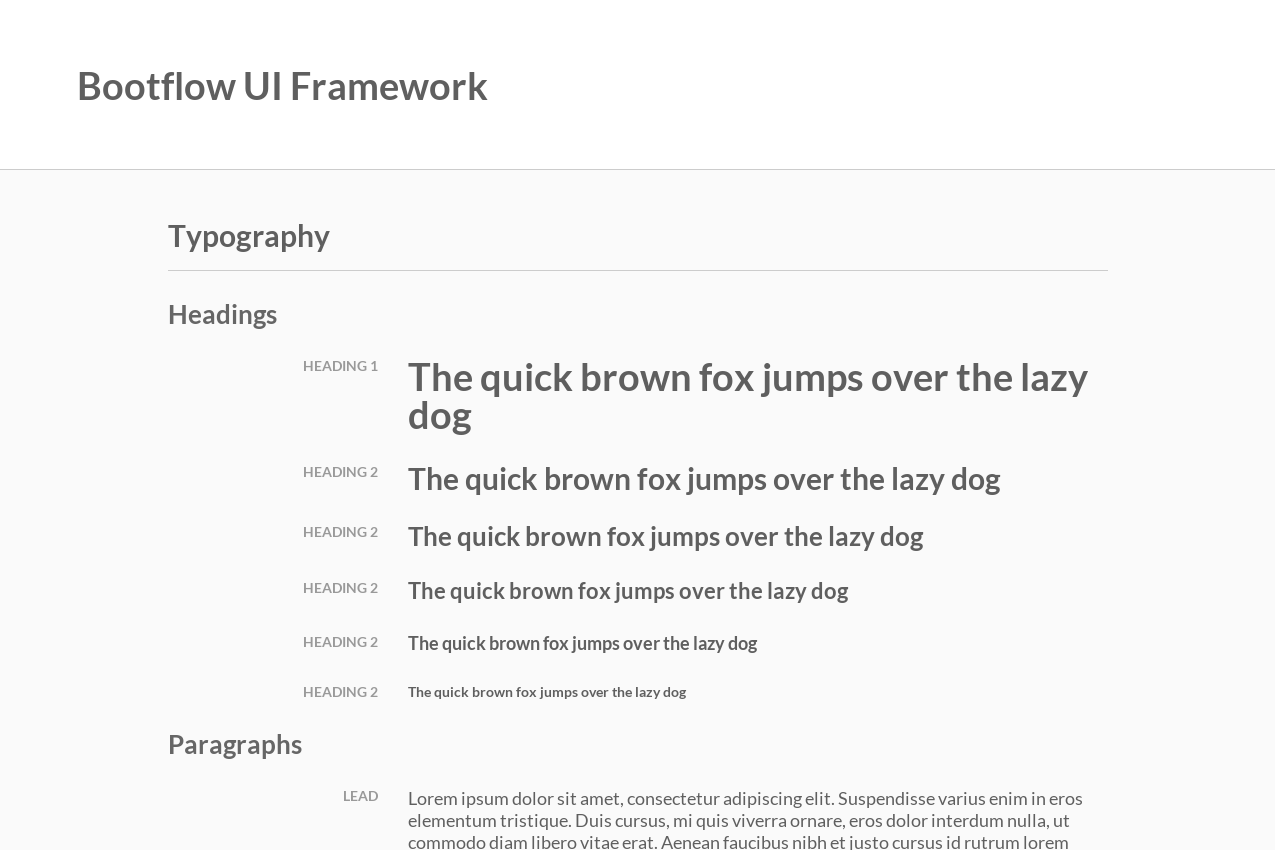 Bootflow UI Framework
Typography
Headings
HEADING 1
The quick brown fox jumps over the lazy
dog
HEADING 2
The quick brown fox jumps over the lazy dog
HEADING 2
The quick brown fox jumps over the lazy dog
HEADING 2
The quick brown fox jumps over the lazy dog
HEADING 2
The quick brown fox jumps over the lazy dog
HEADING 2
The quick brown fox jumps over the lazy dog
Paragraphs
LEAD
Lorem ipsum dolor sit amet, consectetur adipiscing elit. Suspendisse varius enim in eros
elementum tristique. Duis cursus, mi quis viverra ornare, eros dolor interdum nulla, ut
commodo diam libero vitae erat. Aenean faucibus nibh et justo cursus id rutrum lorem